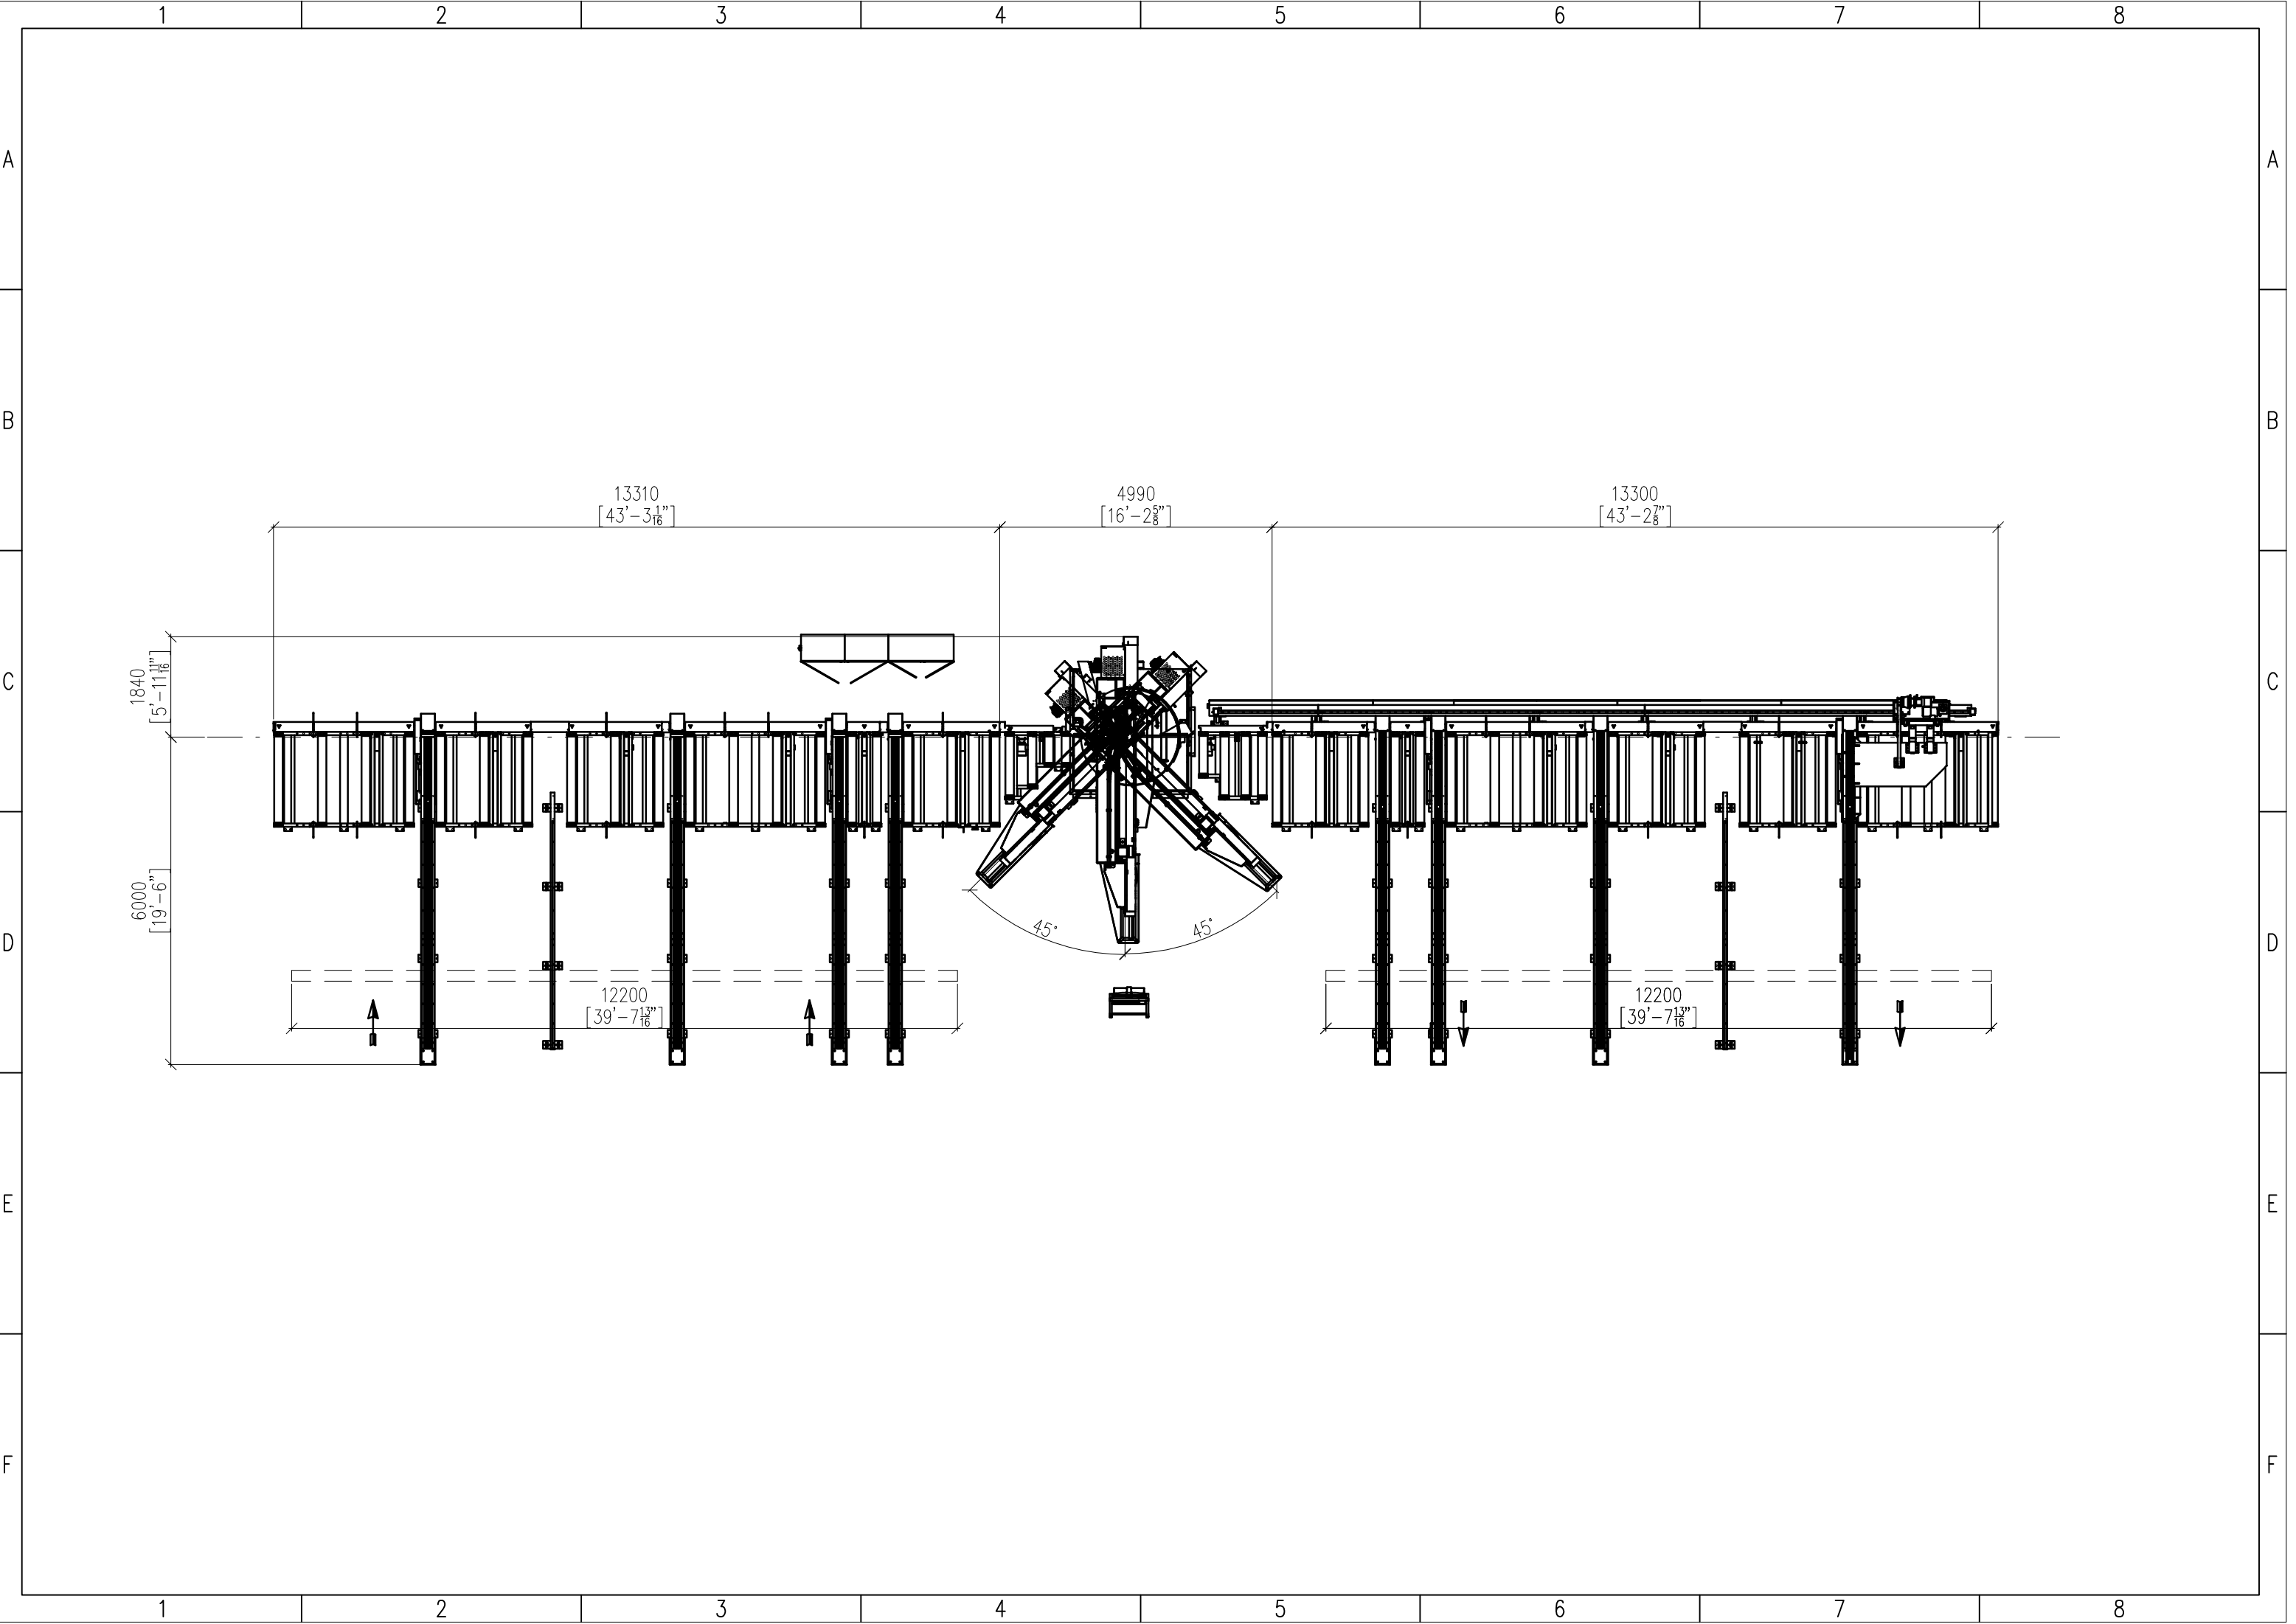 1 2 3 4 5 6 7 8
A A
B B
13310 4990 13300
[43'-3 1/16"] [16'-2 5/8"] [43'-2 7/8"]
C C
1840
[5'-11 11/16"]
6000
[19'-6"]
D D
45° 45°
12200 12200
[39'-7 13/16"] [39'-7 13/16"]
E E
F F
1 2 3 4 5 6 7 8